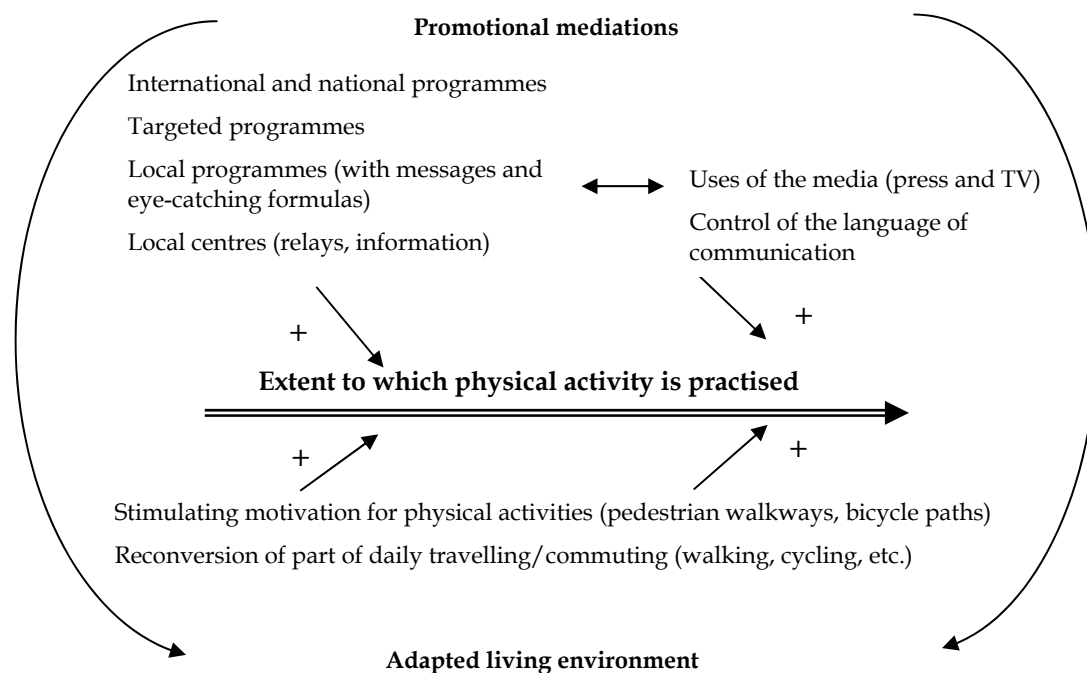 Promotional mediations
International and national programmes
Targeted programmes
Local programmes (with messages and
eye-catching formulas)
Local centres (relays, information)
Uses of the media (press and TV)
Control of the language of
communication
+
+
Extent to which physical activity is practised
+
+
Stimulating motivation for physical activities (pedestrian walkways, bicycle paths)
Reconversion of part of daily travelling/commuting (walking, cycling, etc.)
Adapted living environment